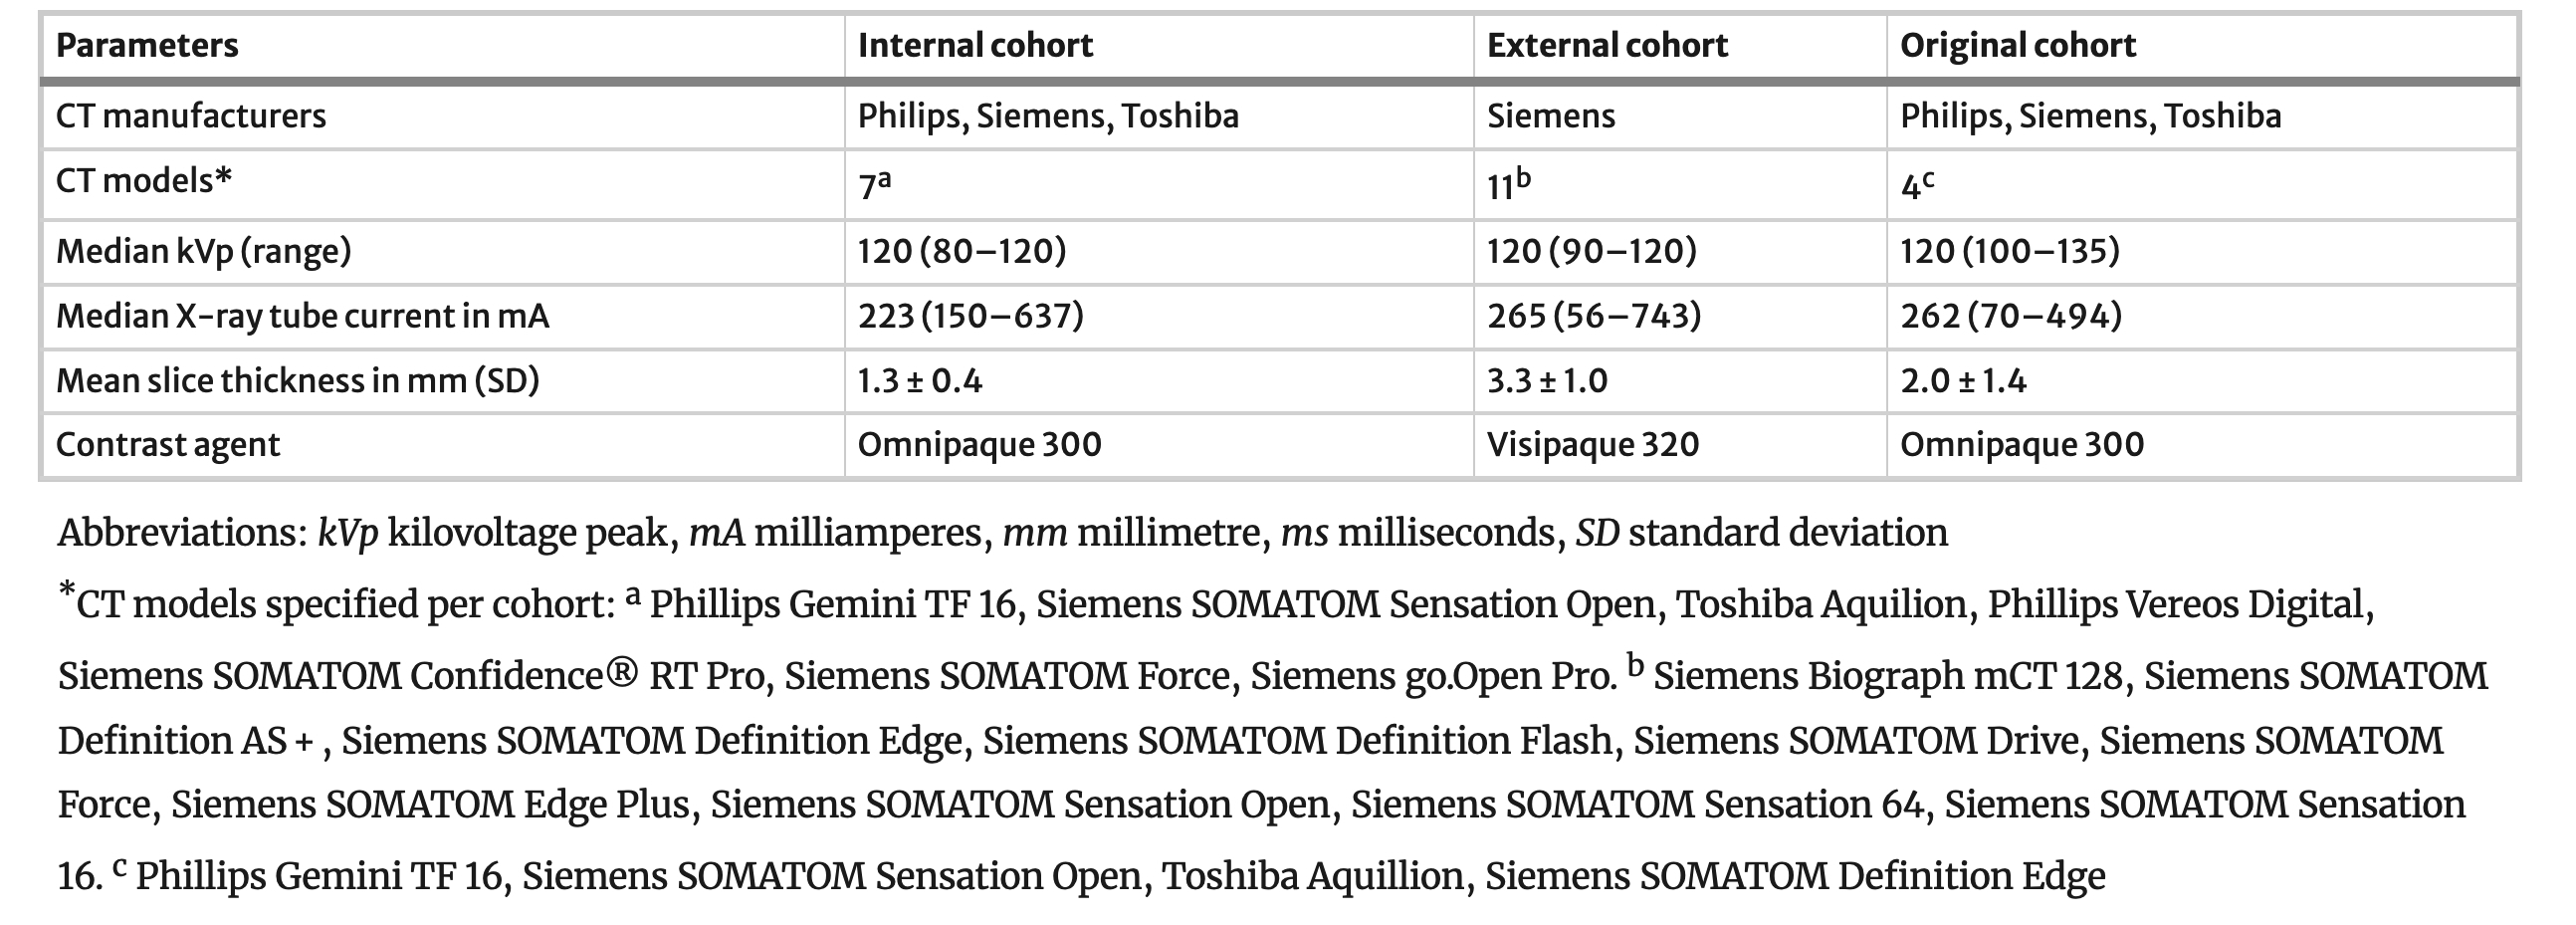 Parameters Internal cohort External cohort Original cohort
CT manufacturers Philips, Siemens, Toshiba Siemens Philips, Siemens, Toshiba
CT models* 7a 11b 4c
Median kVp (range) 120 (80–120) 120 (90–120) 120 (100–135)
Median X-ray tube current in mA 223 (150–637) 265 (56–743) 262 (70–494)
Mean slice thickness in mm (SD) 1.3 ± 0.4 3.3 ± 1.0 2.0 ± 1.4
Contrast agent Omnipaque 300 Visipaque 320 Omnipaque 300
Abbreviations: kVp kilovoltage peak, mA milliamperes, mm millimetre, ms milliseconds, SD standard deviation
*CT models specified per cohort: a Phillips Gemini TF 16, Siemens SOMATOM Sensation Open, Toshiba Aquilion, Phillips Vereos Digital,
Siemens SOMATOM Confidence® RT Pro, Siemens SOMATOM Force, Siemens go.Open Pro. b Siemens Biograph mCT 128, Siemens SOMATOM
Definition AS + , Siemens SOMATOM Definition Edge, Siemens SOMATOM Definition Flash, Siemens SOMATOM Drive, Siemens SOMATOM
Force, Siemens SOMATOM Edge Plus, Siemens SOMATOM Sensation Open, Siemens SOMATOM Sensation 64, Siemens SOMATOM Sensation
16. c Phillips Gemini TF 16, Siemens SOMATOM Sensation Open, Toshiba Aquillion, Siemens SOMATOM Definition Edge